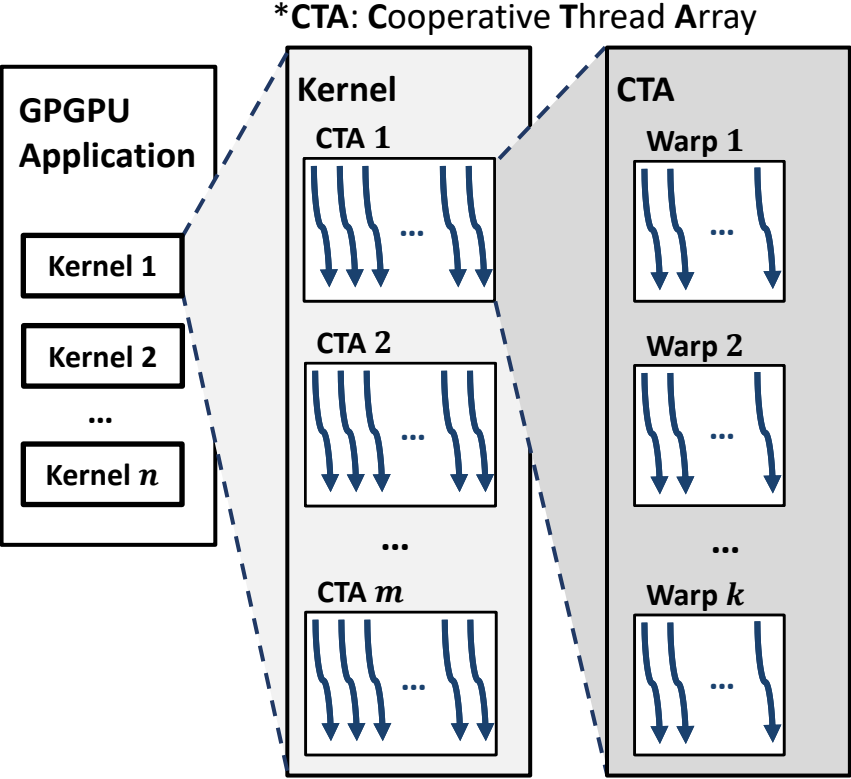 *CTA: Cooperative Thread Array
GPGPU
Application
Kernel 1
Kernel 2
...
Kernel n
Kernel
CTA 1
...
CTA 2
...
...
CTA m
...
CTA
Warp 1
...
Warp 2
...
...
Warp k
...